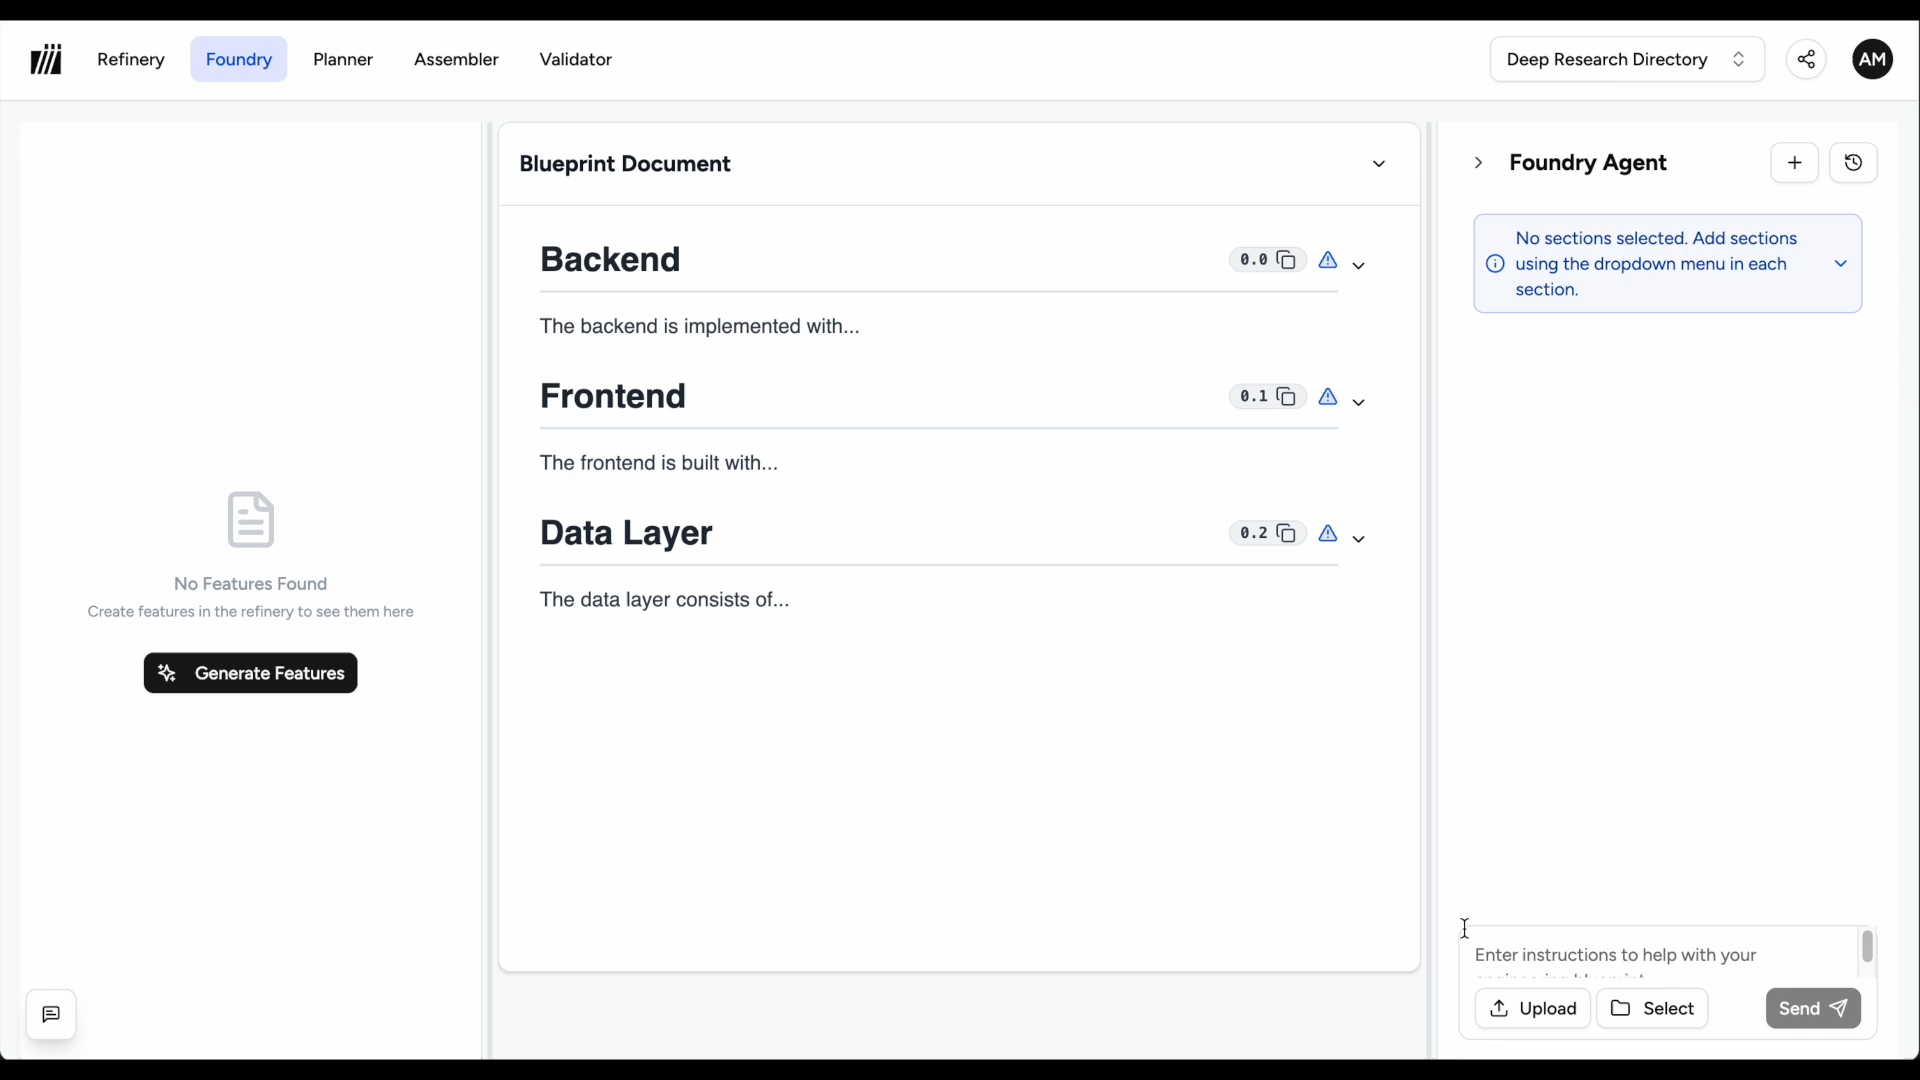 Refinery
Foundry
Planner
Assembler
Validator
Deep Research Directory
AM
No Features Found
Create features in the refinery to see them here
Generate Features
Blueprint Document
Backend
0.0
The backend is implemented with...
Frontend
0.1
The frontend is built with...
Data Layer
0.2
The data layer consists of...
Foundry Agent
No sections selected. Add sections
using the dropdown menu in each
section.
Enter instructions to help with your
Upload
Select
Send